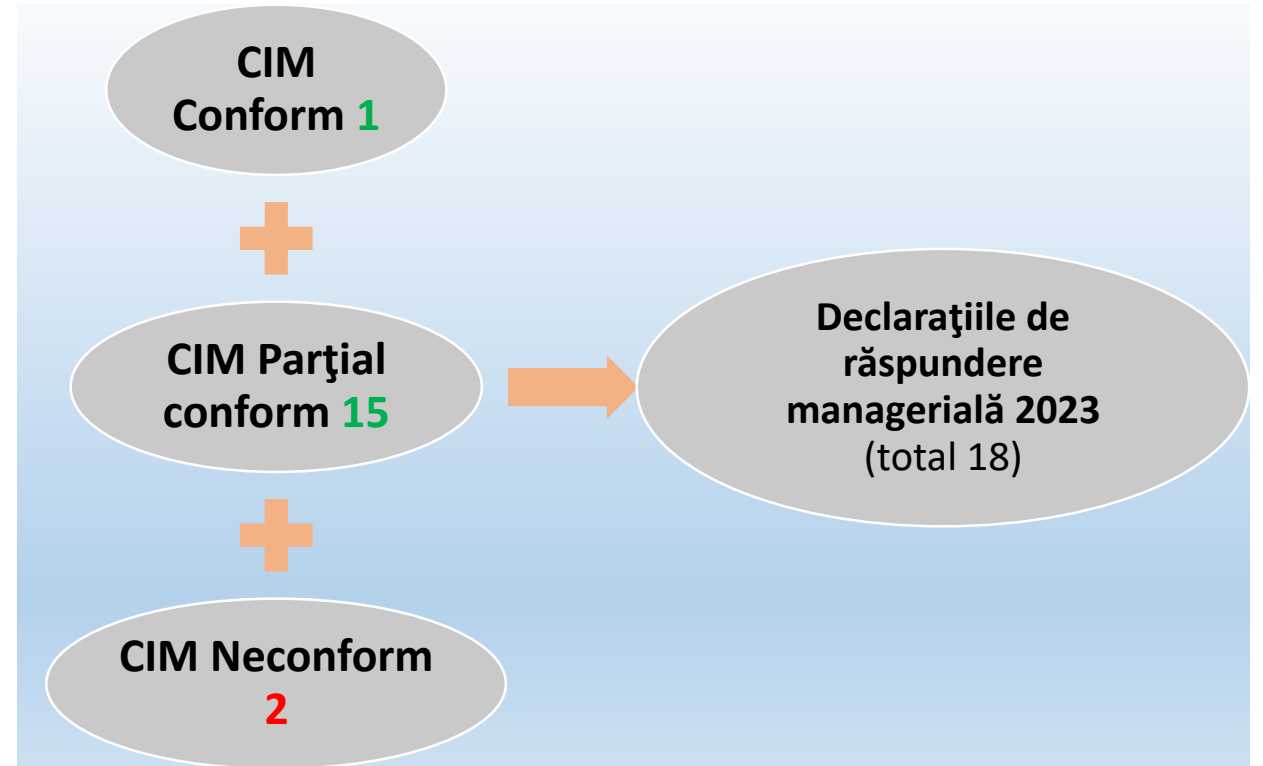 CIM
Conform 1
CIM Parţial
conform 15
CIM Neconform
2
Declaraţiile de
răspundere
managerială 2023
(total 18)